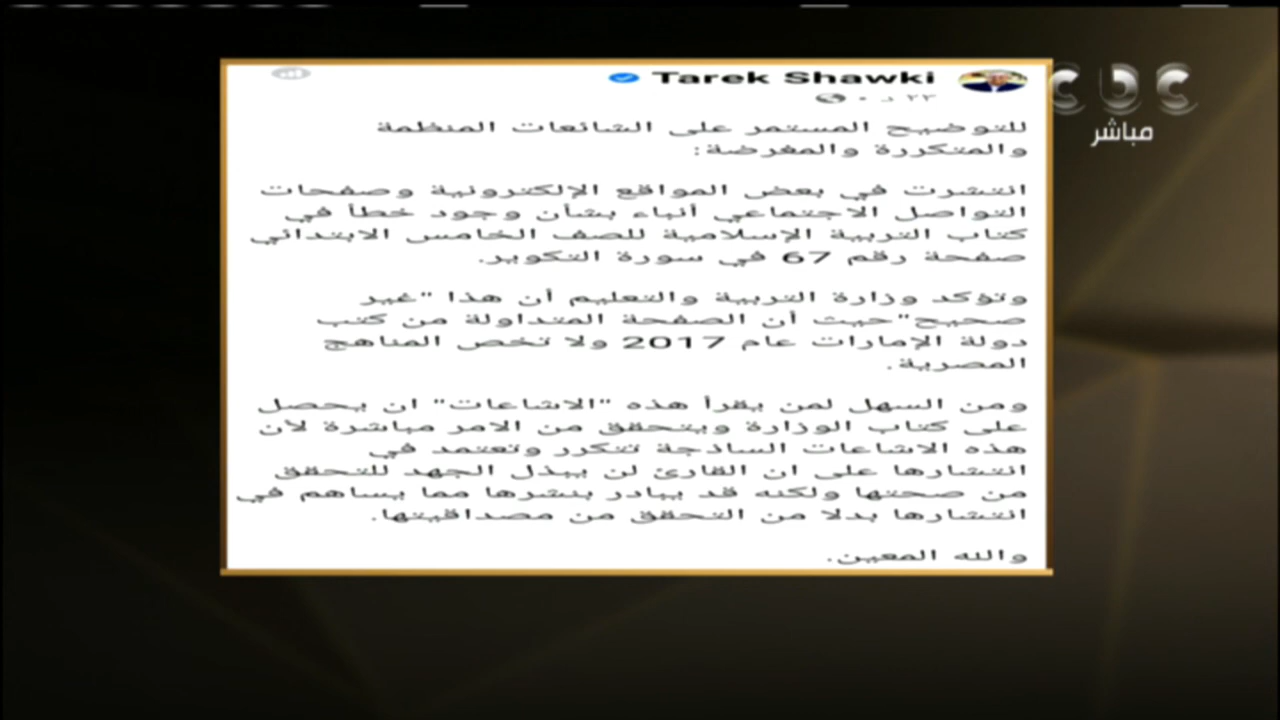 Tarek Shawki
٣٣ د
cbc
مباشر
للتوضيح المستمر على الشائعات المنظمة
والمتكررة والمغرضة:
انتشرت في بعض المواقع الإلكترونية وصفحات
التواصل الاجتماعي أنباء بشأن وجود خطأ في
كتاب التربية الإسلامية للصف الخامس الابتدائي
صفحة رقم 67 في سورة التكوير.
وتؤكد وزارة التربية والتعليم أن هذا "غير
صحيح"حيث أن الصفحة المتداولة من كتب
دولة الإمارات عام 2017 ولا تخص المناهج
المصرية.
ومن السهل لمن يقرأ هذه "الاشاعات" ان يحصل
على كتاب الوزارة ويتحقق من الامر مباشرة لأن
هذه الاشاعات الساذجة تتكرر وتعتمد في
انتشارها على ان القارئ لن يبذل الجهد للتحقق
من صحتها ولكنه قد يبادر بنشرها مما يساهم في
انتشارها بدلا من التحقق من مصداقيتها.
والله المعين.